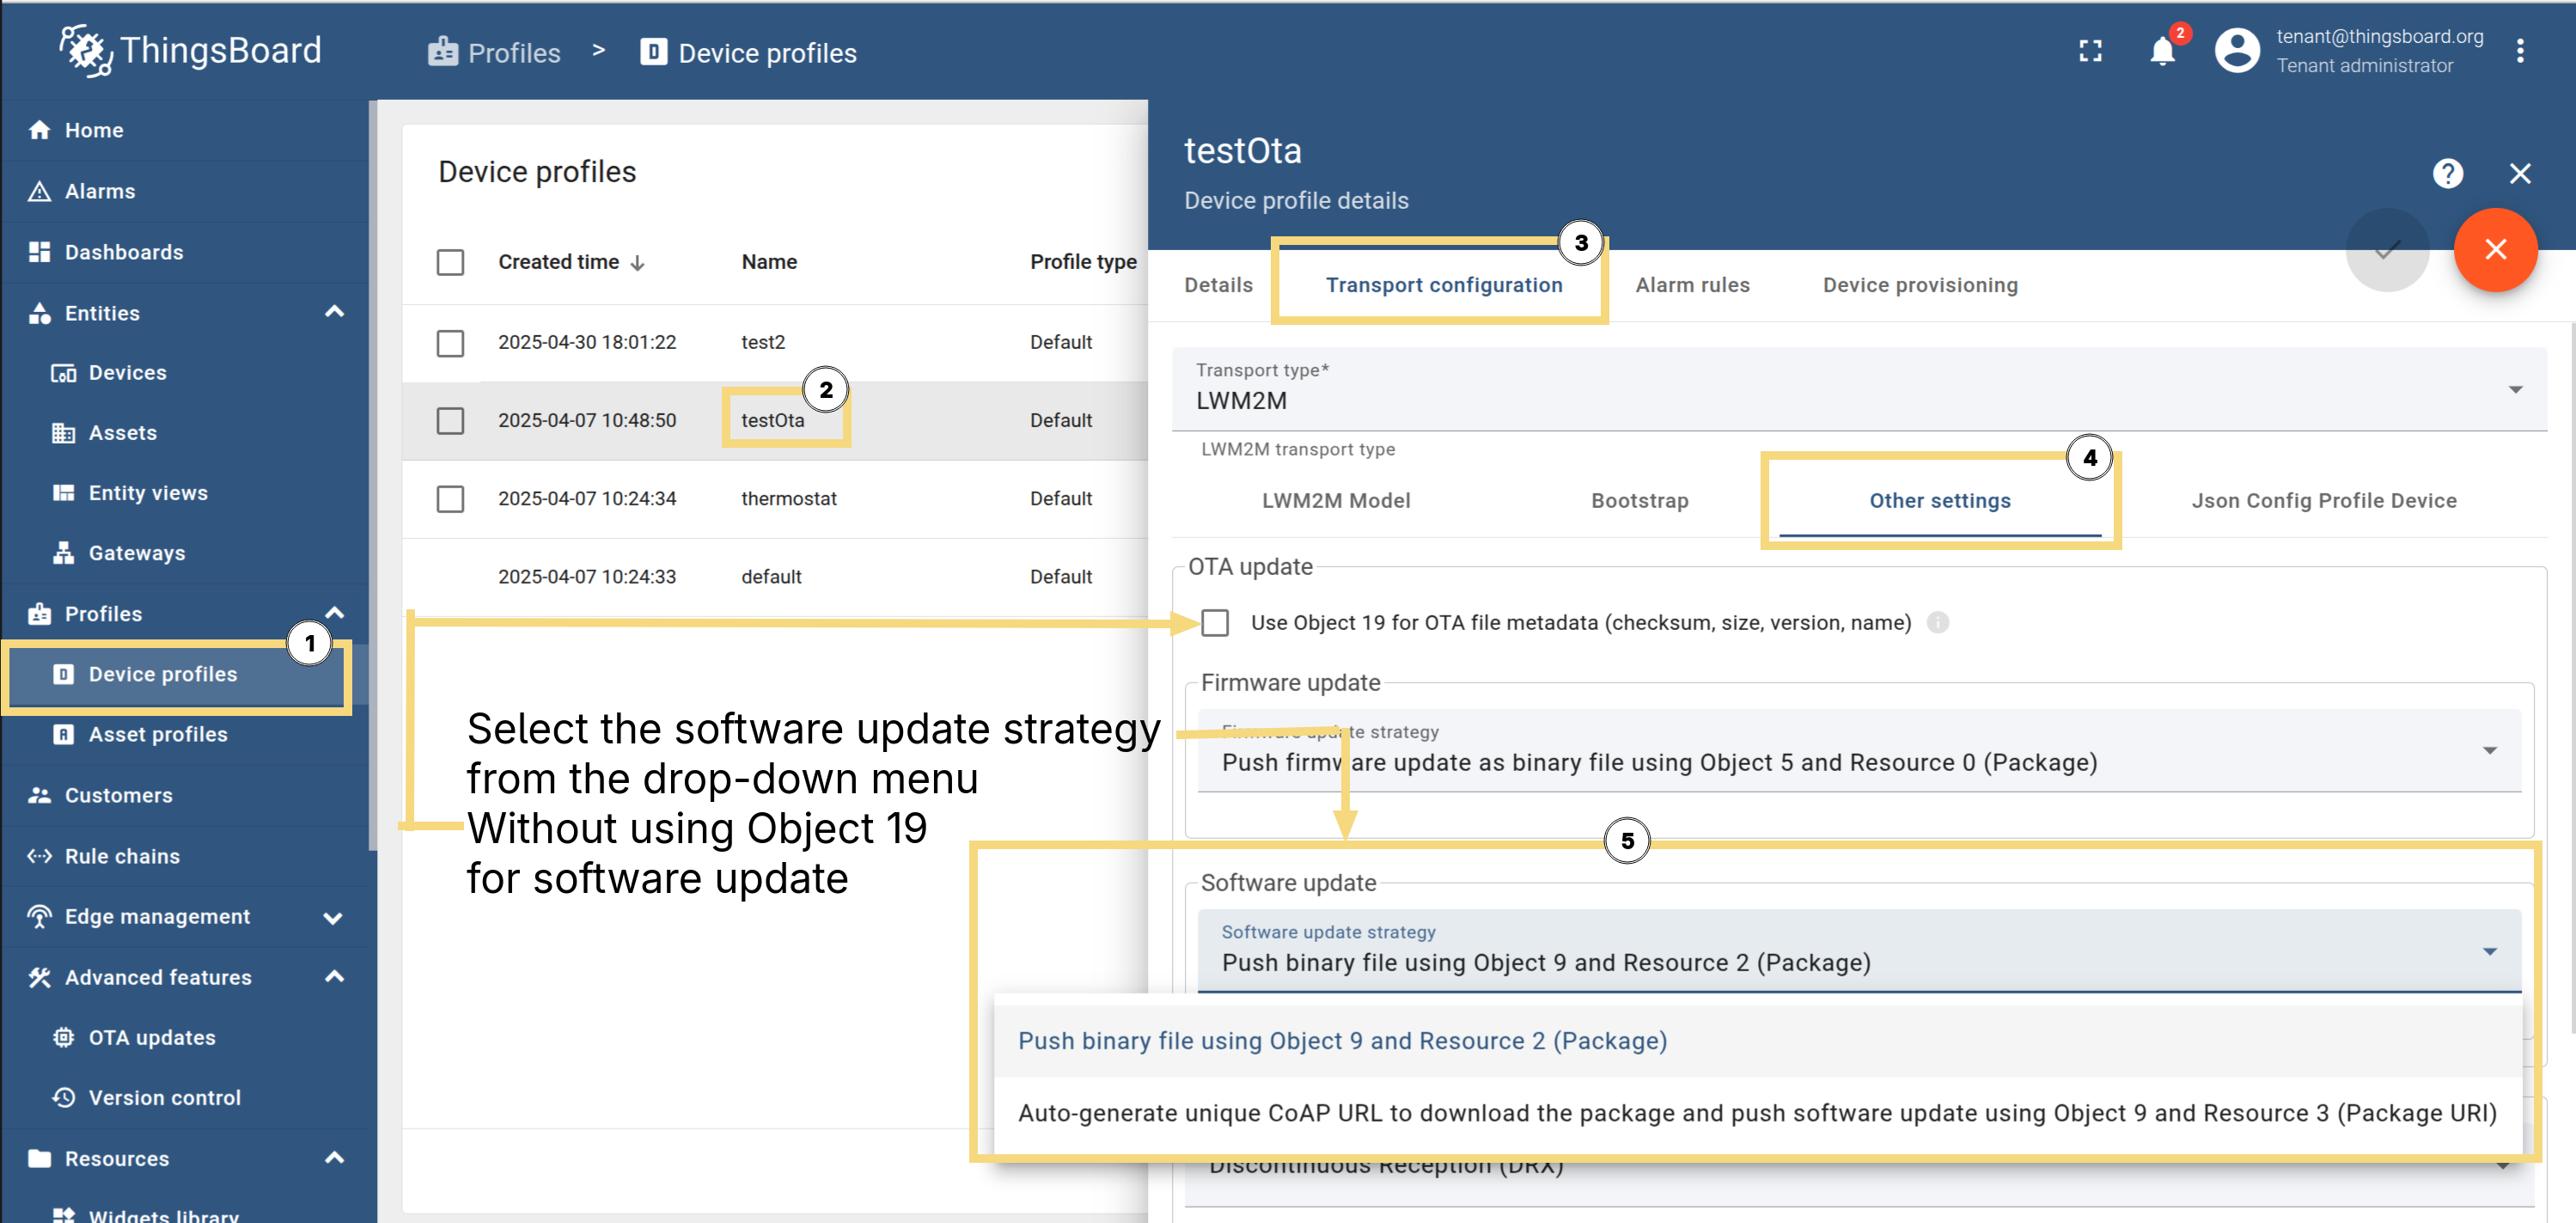 ThingsBoard
Profiles > Device profiles
2
tenant@thingsboard.org
Tenant administrator
Home
Alarms
Dashboards
Entities
Devices
Assets
Entity views
Gateways
Profiles
1
Device profiles
Asset profiles
Customers
Rule chains
Edge management
Advanced features
OTA updates
Version control
Resources
Widgets library
Device profiles
Created time Name Profile type
2025-04-30 18:01:22 test2 Default
2
2025-04-07 10:48:50 testOta Default
2025-04-07 10:24:34 thermostat Default
2025-04-07 10:24:33 default Default
Select the software update strategy
from the drop-down menu
Without using Object 19
for software update
testOta
Device profile details
3
Details Transport configuration Alarm rules Device provisioning
Transport type*
LWM2M
LWM2M transport type
4
LWM2M Model Bootstrap Other settings Json Config Profile Device
OTA update
Use Object 19 for OTA file metadata (checksum, size, version, name)
Firmware update
Firmware update strategy
Push firmware update as binary file using Object 5 and Resource 0 (Package)
5
Software update
Software update strategy
Push binary file using Object 9 and Resource 2 (Package)
Push binary file using Object 9 and Resource 2 (Package)
Auto-generate unique CoAP URL to download the package and push software update using Object 9 and Resource 3 (Package URI)
Discontinuous Reception (DRX)